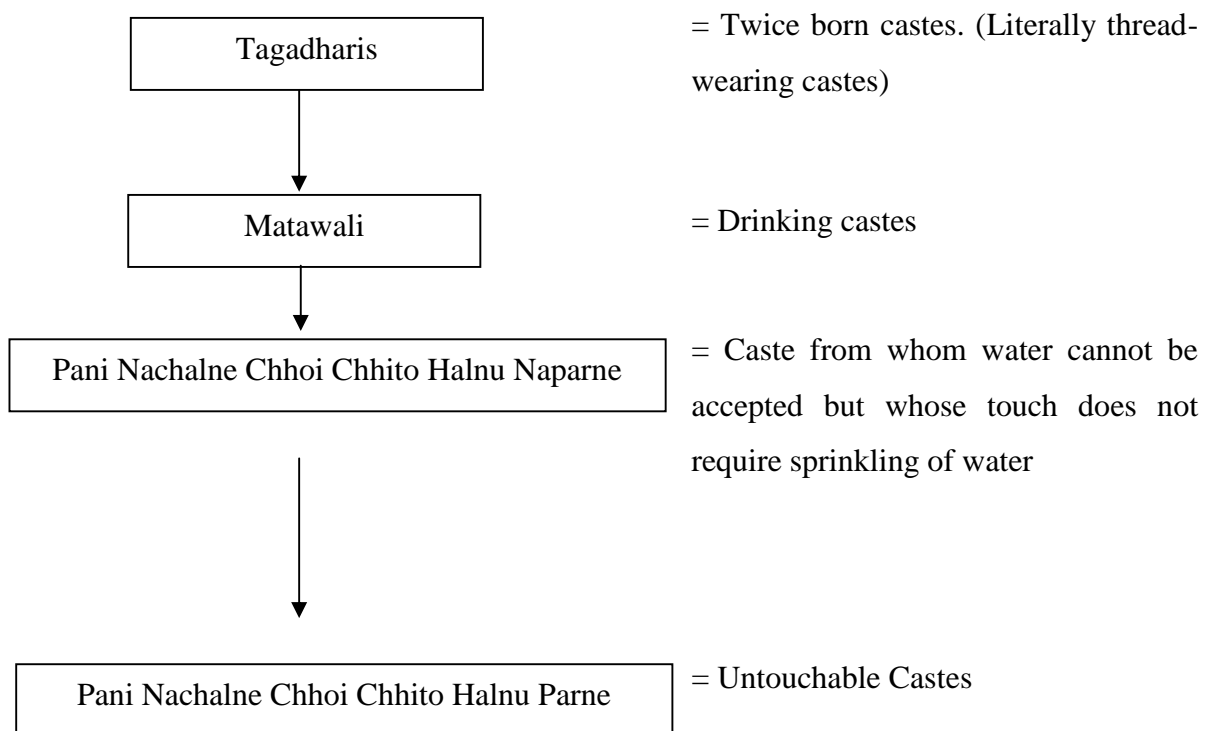 Tagadharis
= Twice born castes. (Literally thread-
wearing castes)
Matawali
= Drinking castes
Pani Nachalne Chhoi Chhito Halnu Naparne
= Caste from whom water cannot be
accepted but whose touch does not
require sprinkling of water
Pani Nachalne Chhoi Chhito Halnu Parne
= Untouchable Castes